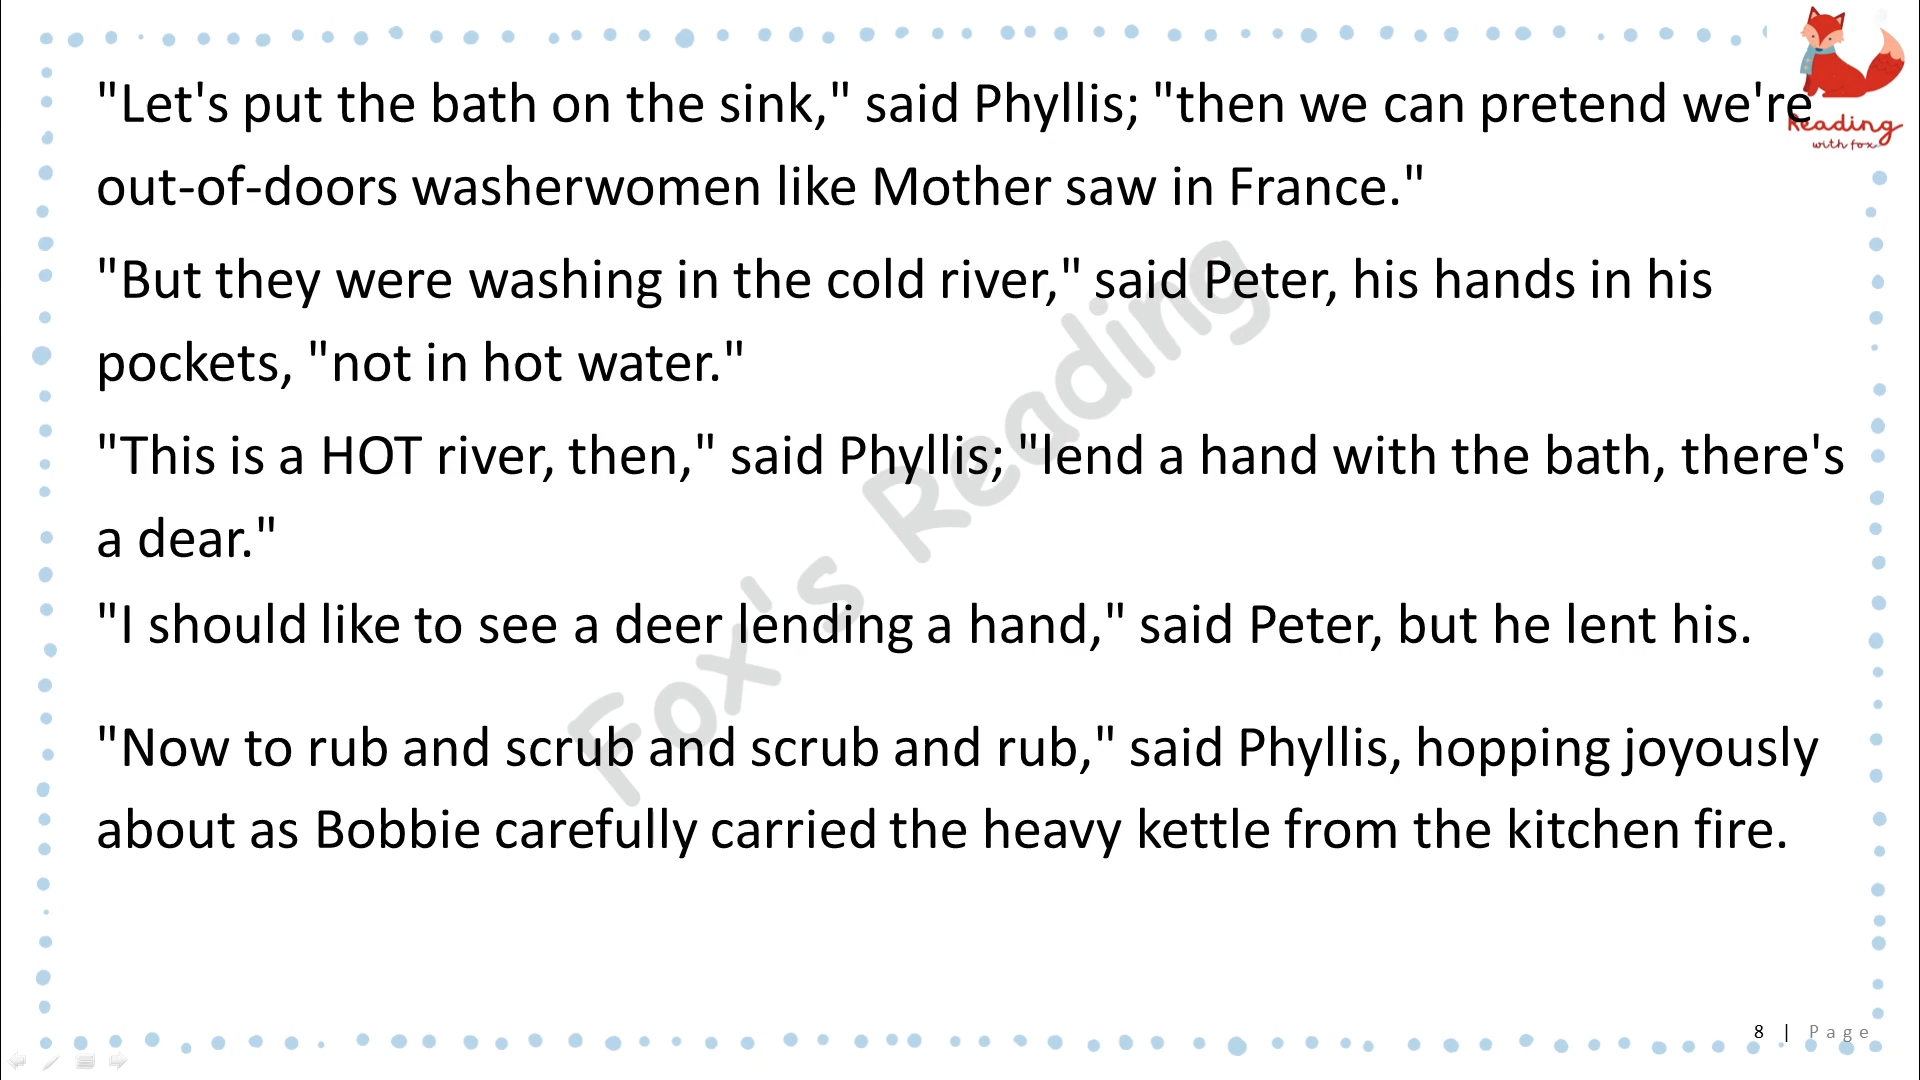 "Let's put the bath on the sink," said Phyllis; "then we can pretend we're
out-of-doors washerwomen like Mother saw in France."
"But they were washing in the cold river," said Peter, his hands in his
pockets, "not in hot water."
"This is a HOT river, then," said Phyllis; "lend a hand with the bath, there's
a dear."
"I should like to see a deer lending a hand," said Peter, but he lent his.
"Now to rub and scrub and scrub and rub," said Phyllis, hopping joyously
about as Bobbie carefully carried the heavy kettle from the kitchen fire.
Reading
with fox
Fox's Reading
8 | Page